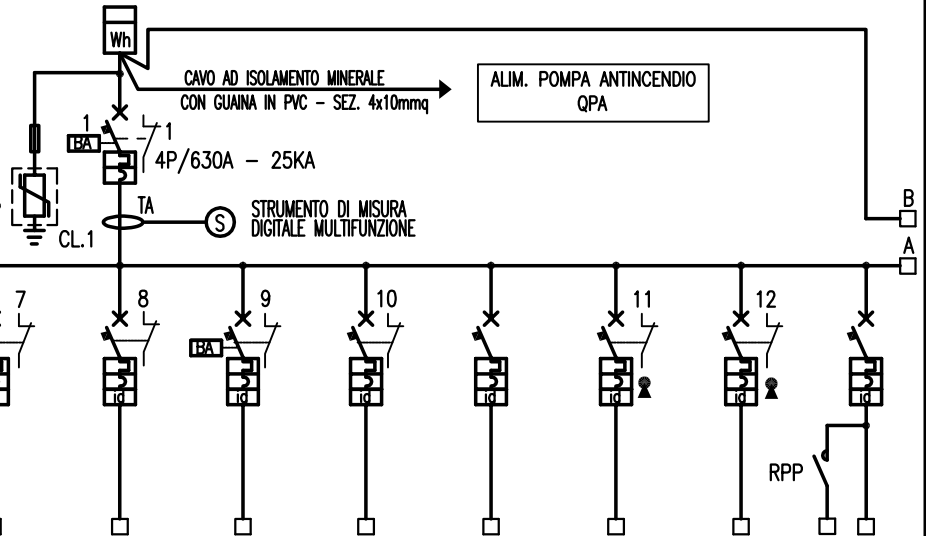 Wh
CAVO AD ISOLAMENTO MINERALE
CON GUAINA IN PVC - SEZ. 4x10mmq
ALIM. POMPA ANTINCENDIO
QPA
1
1
BA
4P/630A - 25KA
TA
S
STRUMENTO DI MISURA
DIGITALE MULTIFUNZIONE
CL.1
B
A
7
8
9
10
11
12
BA
id
id
id
id
id
id
id
RPP